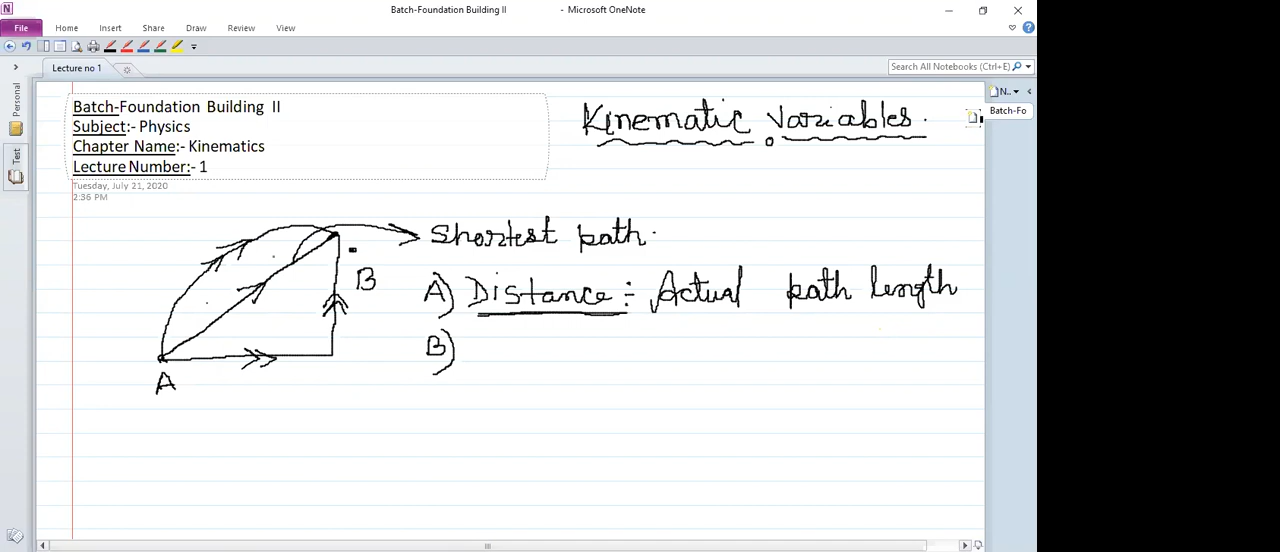 Batch-Foundation Building II - Microsoft OneNote
File Home Insert Share Draw Review View
Lecture no 1
Search All Notebooks (Ctrl+E)
Personal
Test
N..
Batch-Fo
Batch-Foundation Building II
Subject:- Physics
Chapter Name:- Kinematics
Lecture Number:- 1
Tuesday, July 21, 2020
2:36 PM
Kinematic Variables.
Shortest path.
B
A) Distance :- Actual path length
B)
A